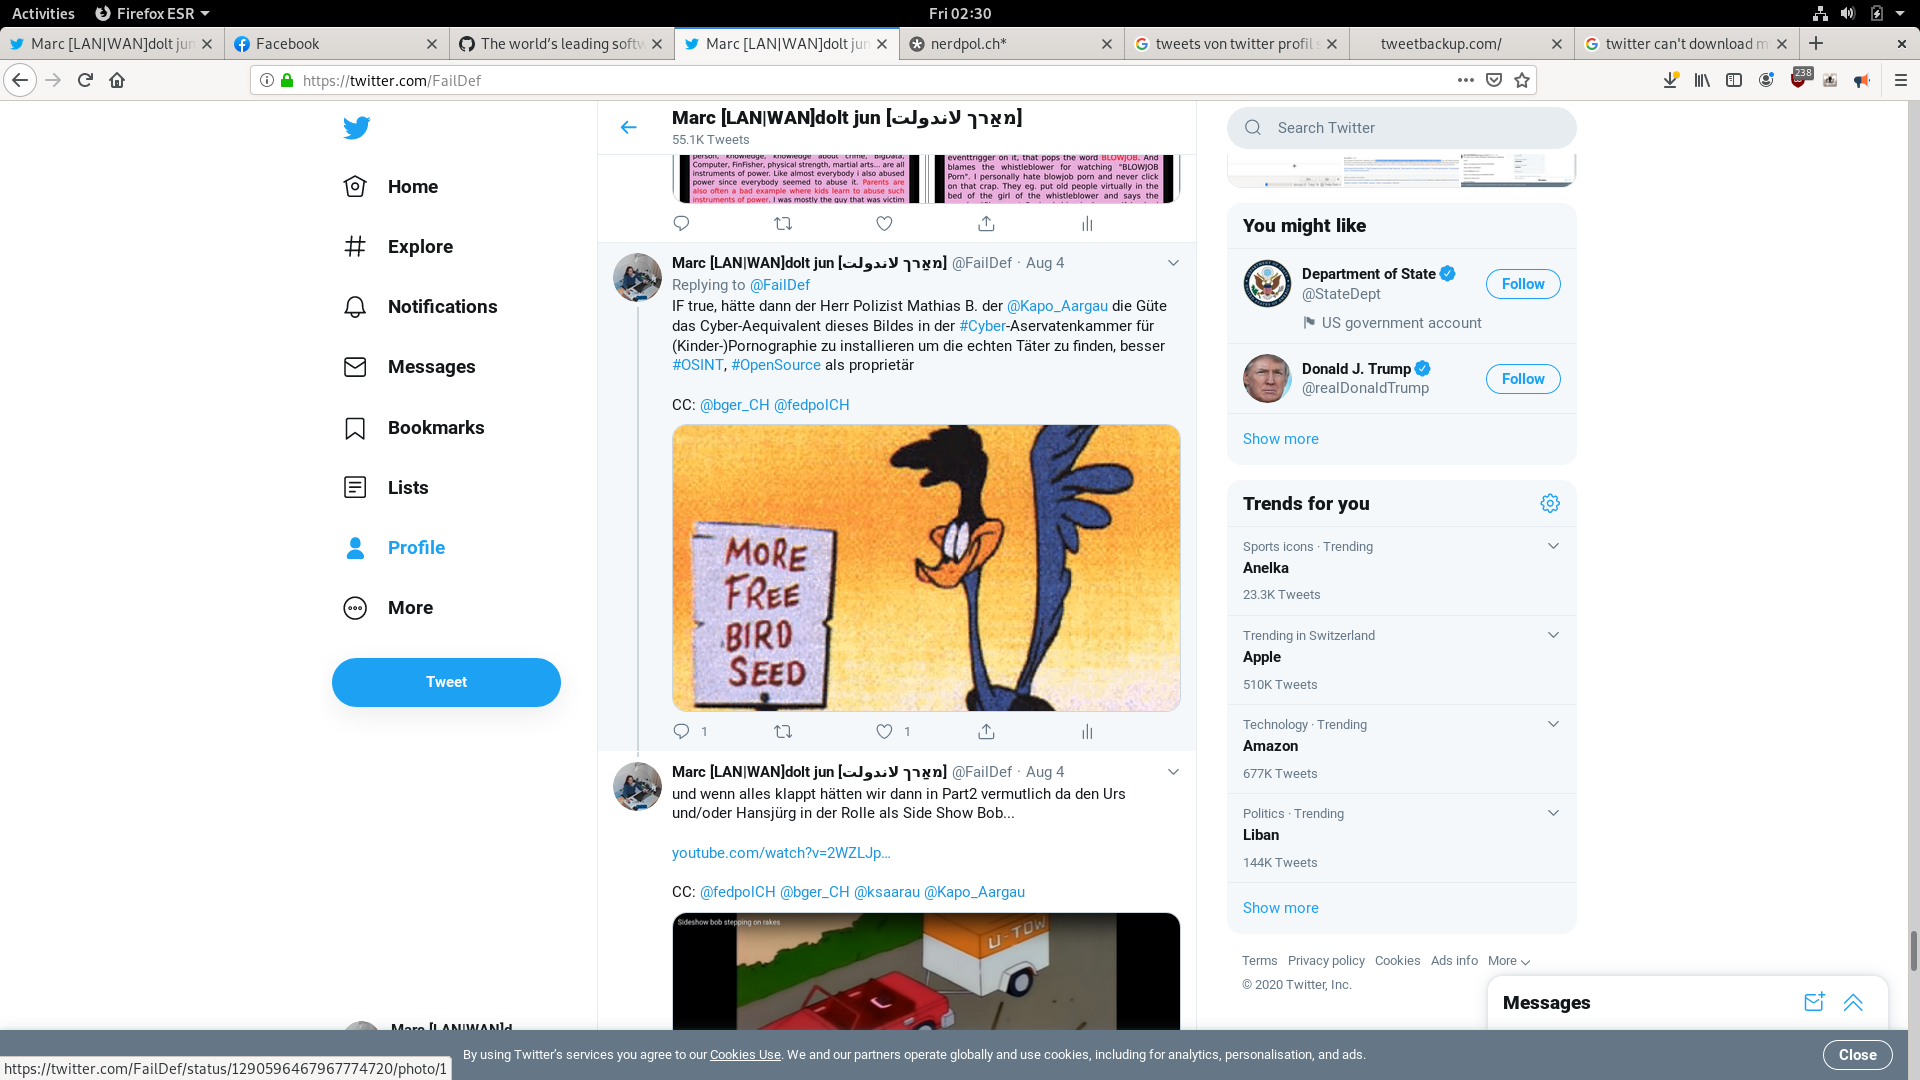 Activities
Firefox ESR
Fri 02:30
Marc [LAN|WAN]dolt jun
Facebook
The world's leading softw
Marc [LAN|WAN]dolt jun
nerdpol.ch*
tweets von twitter profil s
tweetbackup.com/
twitter can't download m
https://twitter.com/FailDef
238
Marc [LAN|WAN]dolt jun [מאַרך לאנדולת]
55.1K Tweets
person, knowledge, knowledge about crime, BigData,
Computer, FinFisher, physical strength, martial arts... are all
instruments of power. Like almost everybody i also abused
power since everybody seemed to abuse it. Parents are
also often a bad example where kids learn to abuse such
instruments of power. I was mostly the guy that was victim
eventrigger on it, that pops the word BLOWJOB. And
blames the whistleblower for watching "BLOWJOB
Porn". I personally hate blowjob porn and never click
on that crap. They eg. put old people virtually in the
bed of the girl of the whistleblower and says the
Home
Explore
Notifications
Messages
Bookmarks
Lists
Profile
More
Tweet
Marc [LAN|WAN]d
Marc [LAN|WAN]dolt jun [מאַרך לאנדולת] @FailDef · Aug 4
Replying to @FailDef
IF true, hätte dann der Herr Polizist Mathias B. der @Kapo_Aargau die Güte
das Cyber-Aequivalent dieses Bildes in der #Cyber-Aservatenkammer für
(Kinder-)Pornographie zu installieren um die echten Täter zu finden, besser
#OSINT, #OpenSource als proprietär
CC: @bger_CH @fedpolCH
MORE
FREE
BIRD
SEED
1
1
Marc [LAN|WAN]dolt jun [מאַרך לאנדולת] @FailDef · Aug 4
und wenn alles klappt hätten wir dann in Part2 vermutlich da den Urs
und/oder Hansjürg in der Rolle als Side Show Bob...
youtube.com/watch?v=2WZLJp...
CC: @fedpolCH @bger_CH @ksaarau @Kapo_Aargau
Sideshow bob stepping on rakes
U-TOW
Search Twitter
You might like
Department of State
@StateDept
US government account
Follow
Donald J. Trump
@realDonaldTrump
Follow
Show more
Trends for you
Sports icons · Trending
Anelka
23.3K Tweets
Trending in Switzerland
Apple
510K Tweets
Technology · Trending
Amazon
677K Tweets
Politics · Trending
Liban
144K Tweets
Show more
Terms Privacy policy Cookies Ads info More
© 2020 Twitter, Inc.
Messages
By using Twitter's services you agree to our Cookies Use. We and our partners operate globally and use cookies, including for analytics, personalisation, and ads.
Close
https://twitter.com/FailDef/status/1290596467967774720/photo/1